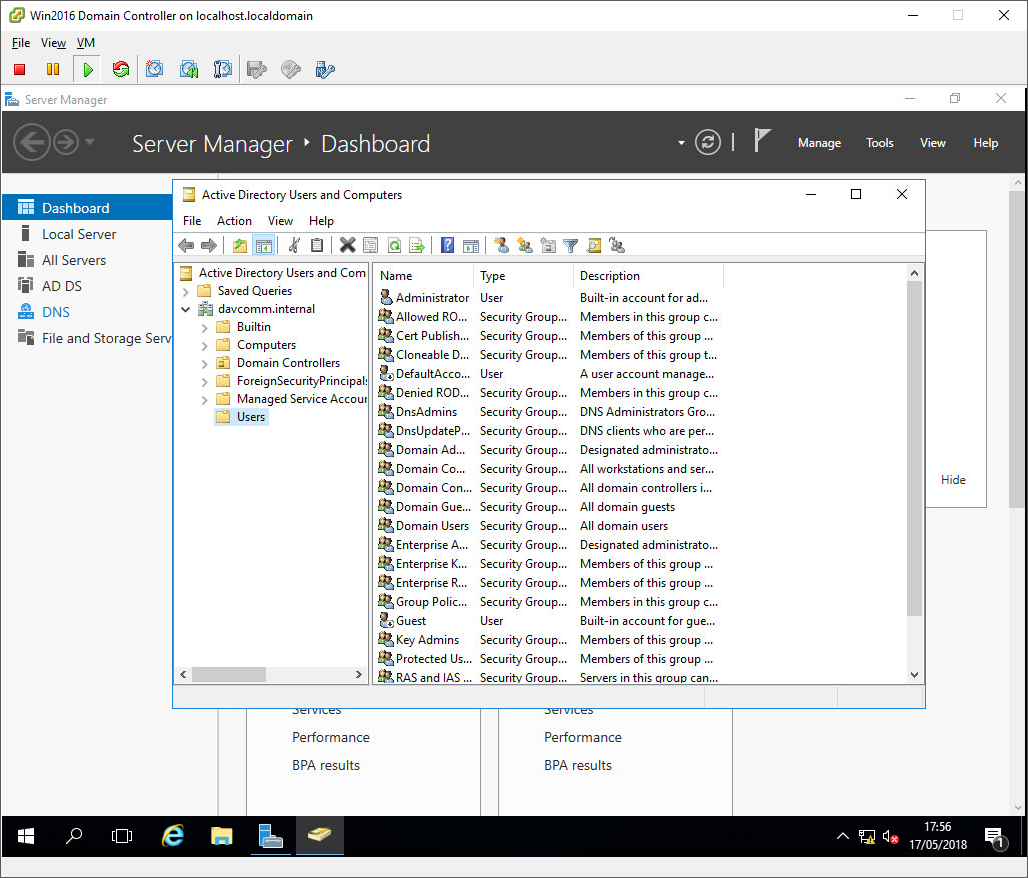 Win2016 Domain Controller on localhost.localdomain
File View VM
Server Manager
Server Manager Dashboard
Manage Tools View Help
Dashboard
Local Server
All Servers
AD DS
DNS
File and Storage Serv
Active Directory Users and Computers
File Action View Help
Active Directory Users and Com
Saved Queries
davcomm.internal
Builtin
Computers
Domain Controllers
ForeignSecurityPrincipals
Managed Service Accour
Users
Name Type Description
Administrator User Built-in account for ad...
Allowed RO... Security Group... Members in this group c...
Cert Publish... Security Group... Members of this group ...
Cloneable D... Security Group... Members of this group t...
DefaultAcco... User A user account manage...
Denied ROD... Security Group... Members in this group c...
DnsAdmins Security Group... DNS Administrators Gro...
DnsUpdateP... Security Group... DNS clients who are per...
Domain Ad... Security Group... Designated administrato...
Domain Co... Security Group... All workstations and ser...
Domain Con... Security Group... All domain controllers i...
Domain Gue... Security Group... All domain guests
Domain Users Security Group... All domain users
Enterprise A... Security Group... Designated administrato...
Enterprise K... Security Group... Members of this group ...
Enterprise R... Security Group... Members of this group ...
Group Polic... Security Group... Members in this group c...
Guest User Built-in account for gue...
Key Admins Security Group... Members of this group ...
Protected Us... Security Group... Members of this group ...
RAS and IAS ... Security Group... Servers in this group can...
Hide
Services Services
Performance Performance
BPA results BPA results
17:56
17/05/2018
1